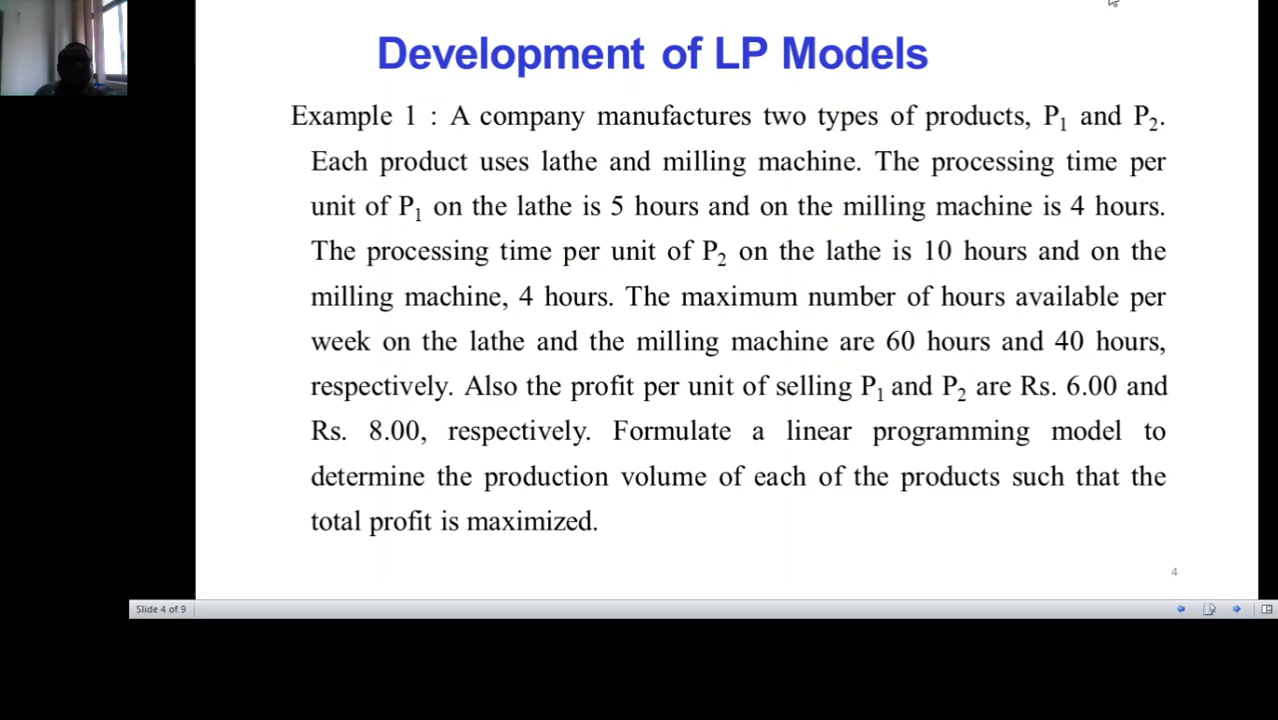 Development of LP Models
Example 1 : A company manufactures two types of products, P₁ and P₂.
Each product uses lathe and milling machine. The processing time per
unit of P₁ on the lathe is 5 hours and on the milling machine is 4 hours.
The processing time per unit of P₂ on the lathe is 10 hours and on the
milling machine, 4 hours. The maximum number of hours available per
week on the lathe and the milling machine are 60 hours and 40 hours,
respectively. Also the profit per unit of selling P₁ and P₂ are Rs. 6.00 and
Rs. 8.00, respectively. Formulate a linear programming model to
determine the production volume of each of the products such that the
total profit is maximized.
4
Slide 4 of 9